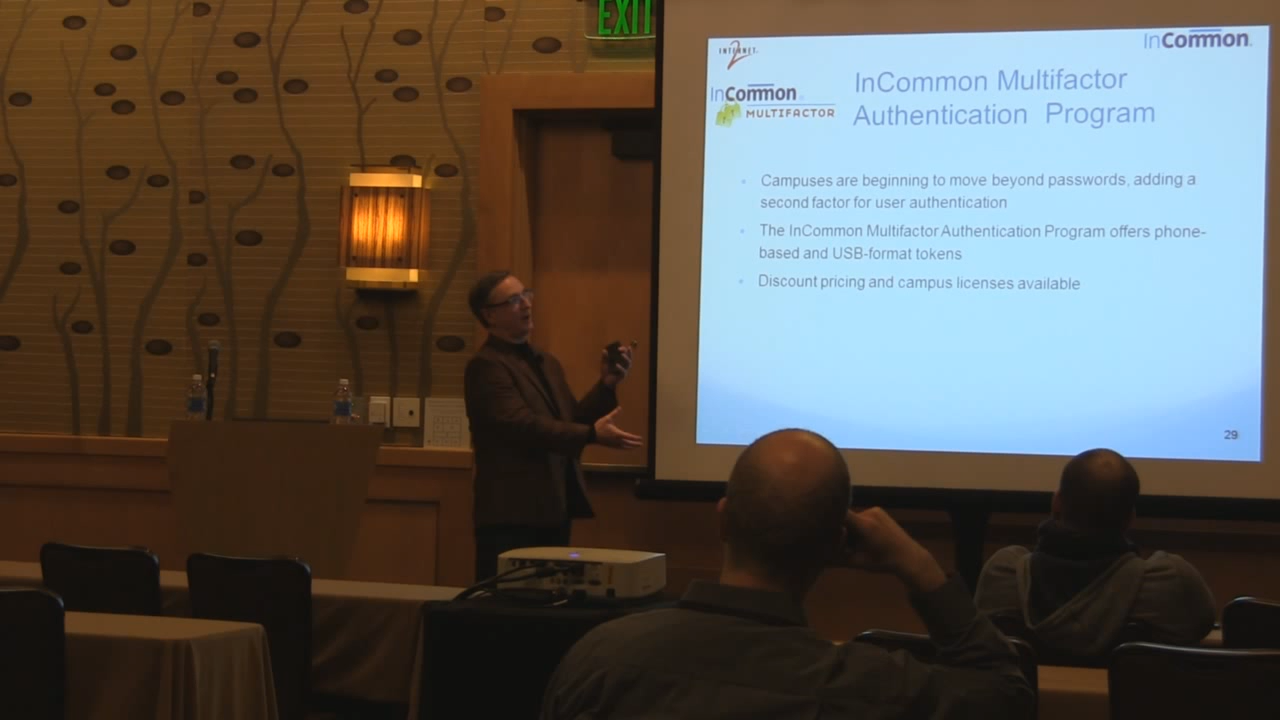 EXIT
INTERNET
2
InCommon.
InCommon
MULTIFACTOR
InCommon Multifactor
Authentication Program
Campuses are beginning to move beyond passwords, adding a
second factor for user authentication
The InCommon Multifactor Authentication Program offers phone-
based and USB-format tokens
Discount pricing and campus licenses available
29